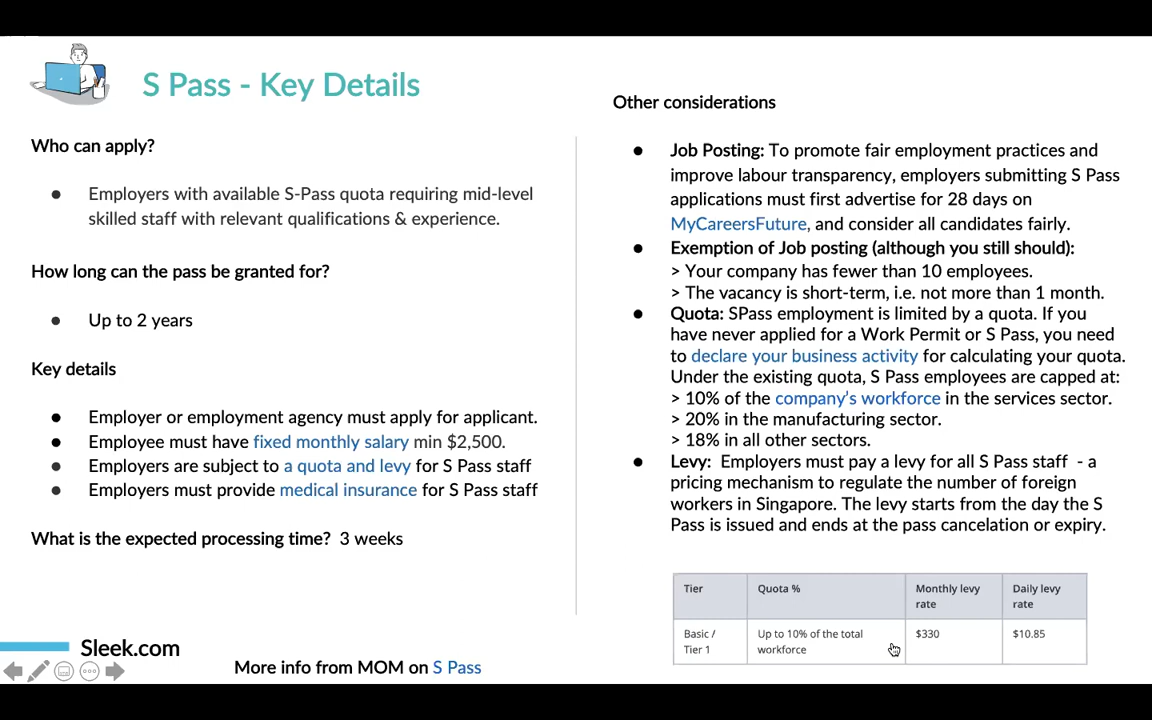 S Pass - Key Details
Who can apply?
● Employers with available S-Pass quota requiring mid-level
skilled staff with relevant qualifications & experience.
How long can the pass be granted for?
● Up to 2 years
Key details
● Employer or employment agency must apply for applicant.
● Employee must have fixed monthly salary min $2,500.
● Employers are subject to a quota and levy for S Pass staff
● Employers must provide medical insurance for S Pass staff
What is the expected processing time? 3 weeks
Sleek.com
More info from MOM on S Pass
Other considerations
● Job Posting: To promote fair employment practices and
improve labour transparency, employers submitting S Pass
applications must first advertise for 28 days on
MyCareersFuture, and consider all candidates fairly.
● Exemption of Job posting (although you still should):
> Your company has fewer than 10 employees.
> The vacancy is short-term, i.e. not more than 1 month.
● Quota: SPass employment is limited by a quota. If you
have never applied for a Work Permit or S Pass, you need
to declare your business activity for calculating your quota.
Under the existing quota, S Pass employees are capped at:
> 10% of the company's workforce in the services sector.
> 20% in the manufacturing sector.
> 18% in all other sectors.
● Levy: Employers must pay a levy for all S Pass staff - a
pricing mechanism to regulate the number of foreign
workers in Singapore. The levy starts from the day the S
Pass is issued and ends at the pass cancelation or expiry.
Tier Quota % Monthly levy rate Daily levy rate
Basic / Tier 1 Up to 10% of the total workforce $330 $10.85